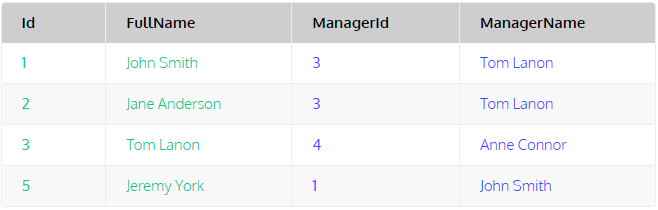 Id FullName ManagerId ManagerName
1 John Smith 3 Tom Lanon
2 Jane Anderson 3 Tom Lanon
3 Tom Lanon 4 Anne Connor
5 Jeremy York 1 John Smith